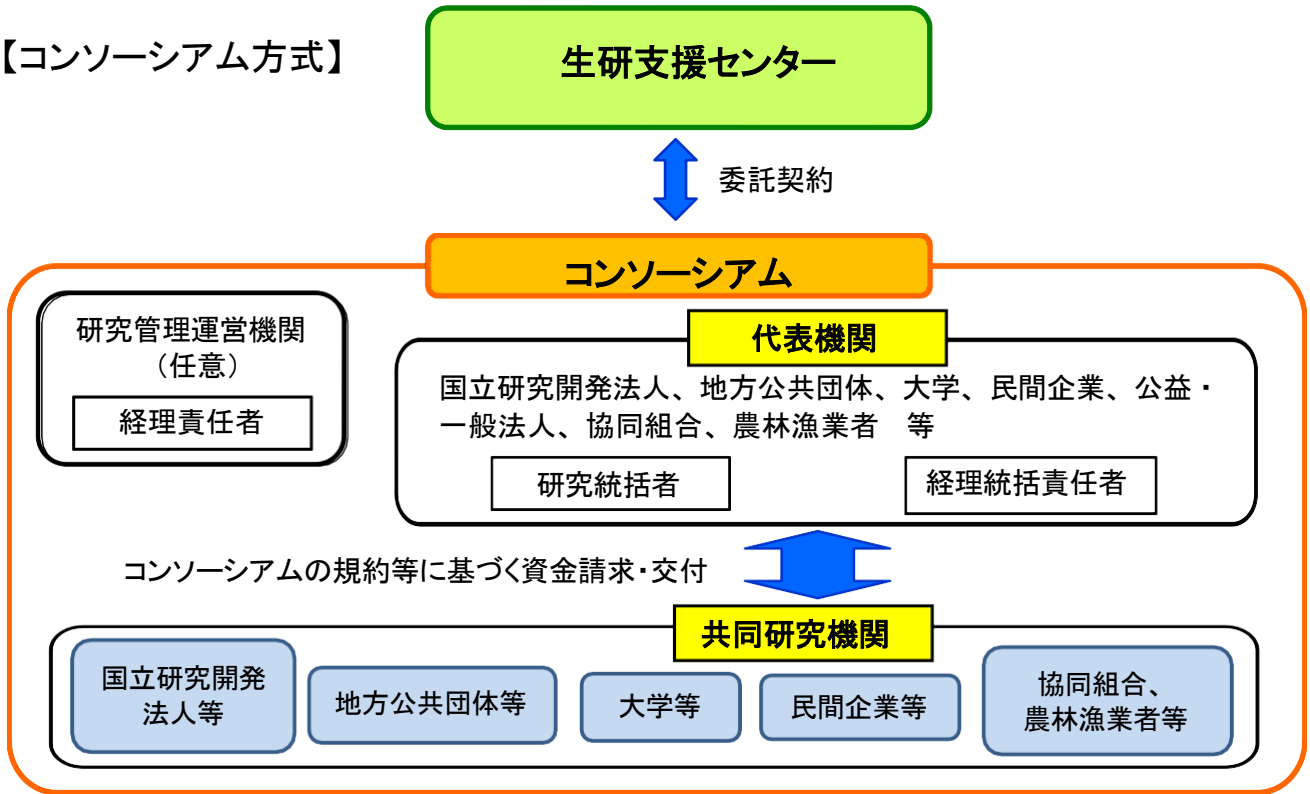 【コンソーシアム方式】
生研支援センター
委託契約
コンソーシアム
研究管理運営機関
（任意）
経理責任者
代表機関
国立研究開発法人、地方公共団体、大学、民間企業、公益・
一般法人、協同組合、農林漁業者　等
研究統括者
経理統括責任者
コンソーシアムの規約等に基づく資金請求・交付
共同研究機関
国立研究開発
法人等
地方公共団体等
大学等
民間企業等
協同組合、
農林漁業者等